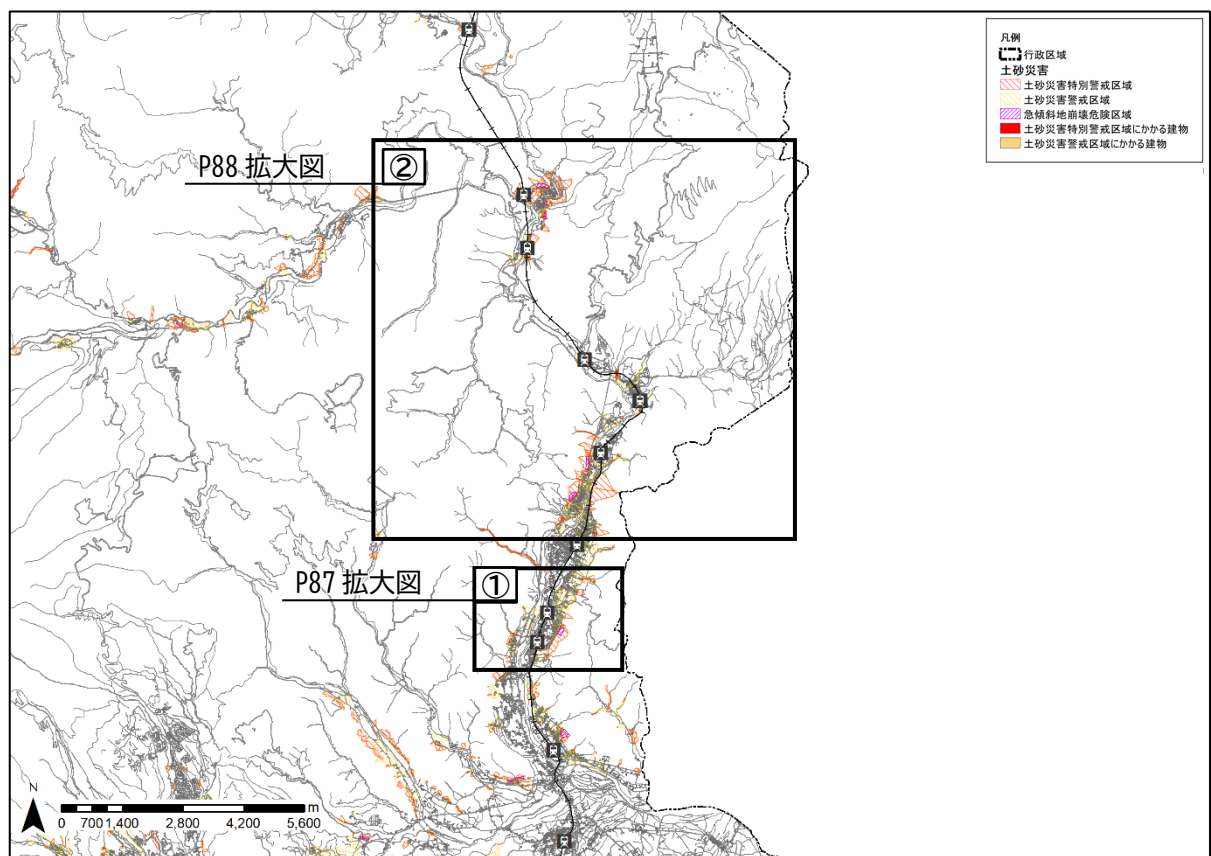 凡例
行政区域
土砂災害
土砂災害特別警戒区域
土砂災害警戒区域
急傾斜地崩壊危険区域
土砂災害特別警戒区域にかかる建物
土砂災害警戒区域にかかる建物
P88 拡大図
②
P87 拡大図
①
N
m
0 700 1,400 2,800 4,200 5,600